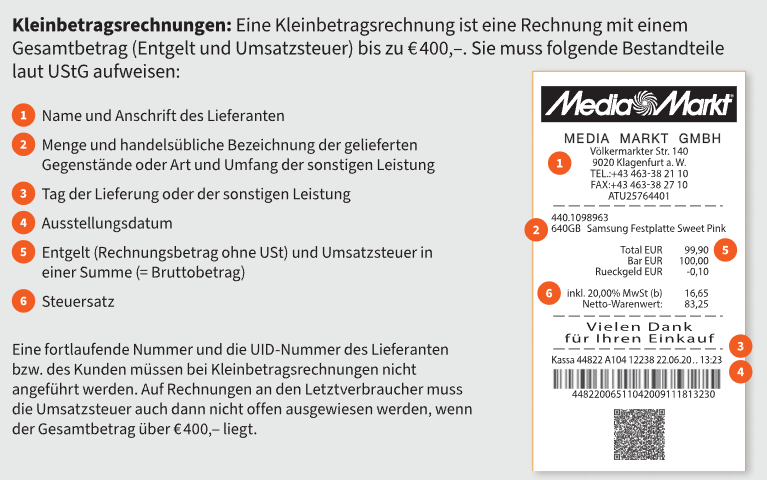 Kleinbetragsrechnungen: Eine Kleinbetragsrechnung ist eine Rechnung mit einem
Gesamtbetrag (Entgelt und Umsatzsteuer) bis zu € 400,–. Sie muss folgende Bestandteile
laut UStG aufweisen:
1 Name und Anschrift des Lieferanten
2 Menge und handelsübliche Bezeichnung der gelieferten
Gegenstände oder Art und Umfang der sonstigen Leistung
3 Tag der Lieferung oder der sonstigen Leistung
4 Ausstellungsdatum
5 Entgelt (Rechnungsbetrag ohne USt) und Umsatzsteuer in
einer Summe (= Bruttobetrag)
6 Steuersatz
Eine fortlaufende Nummer und die UID-Nummer des Lieferanten
bzw. des Kunden müssen bei Kleinbetragsrechnungen nicht
angeführt werden. Auf Rechnungen an den Letztverbraucher muss
die Umsatzsteuer auch dann nicht offen ausgewiesen werden, wenn
der Gesamtbetrag über € 400,– liegt.
Media Markt
MEDIA MARKT GMBH
Völkermarkter Str. 140
1 9020 Klagenfurt a. W.
TEL.:+43 463-38 21 10
FAX:+43 463-38 27 10
ATU25764401
440.1098963
2 640GB Samsung Festplatte Sweet Pink
Total EUR 99,90 5
Bar EUR 100,00
Rueckgeld EUR -0,10
6 inkl. 20,00% MwSt (b) 16,65
Netto-Warenwert: 83,25
Vielen Dank
für Ihren Einkauf
3
Kassa 44822 A104 12238 22.06.20.. 13:23
4
44822006511042009111813230